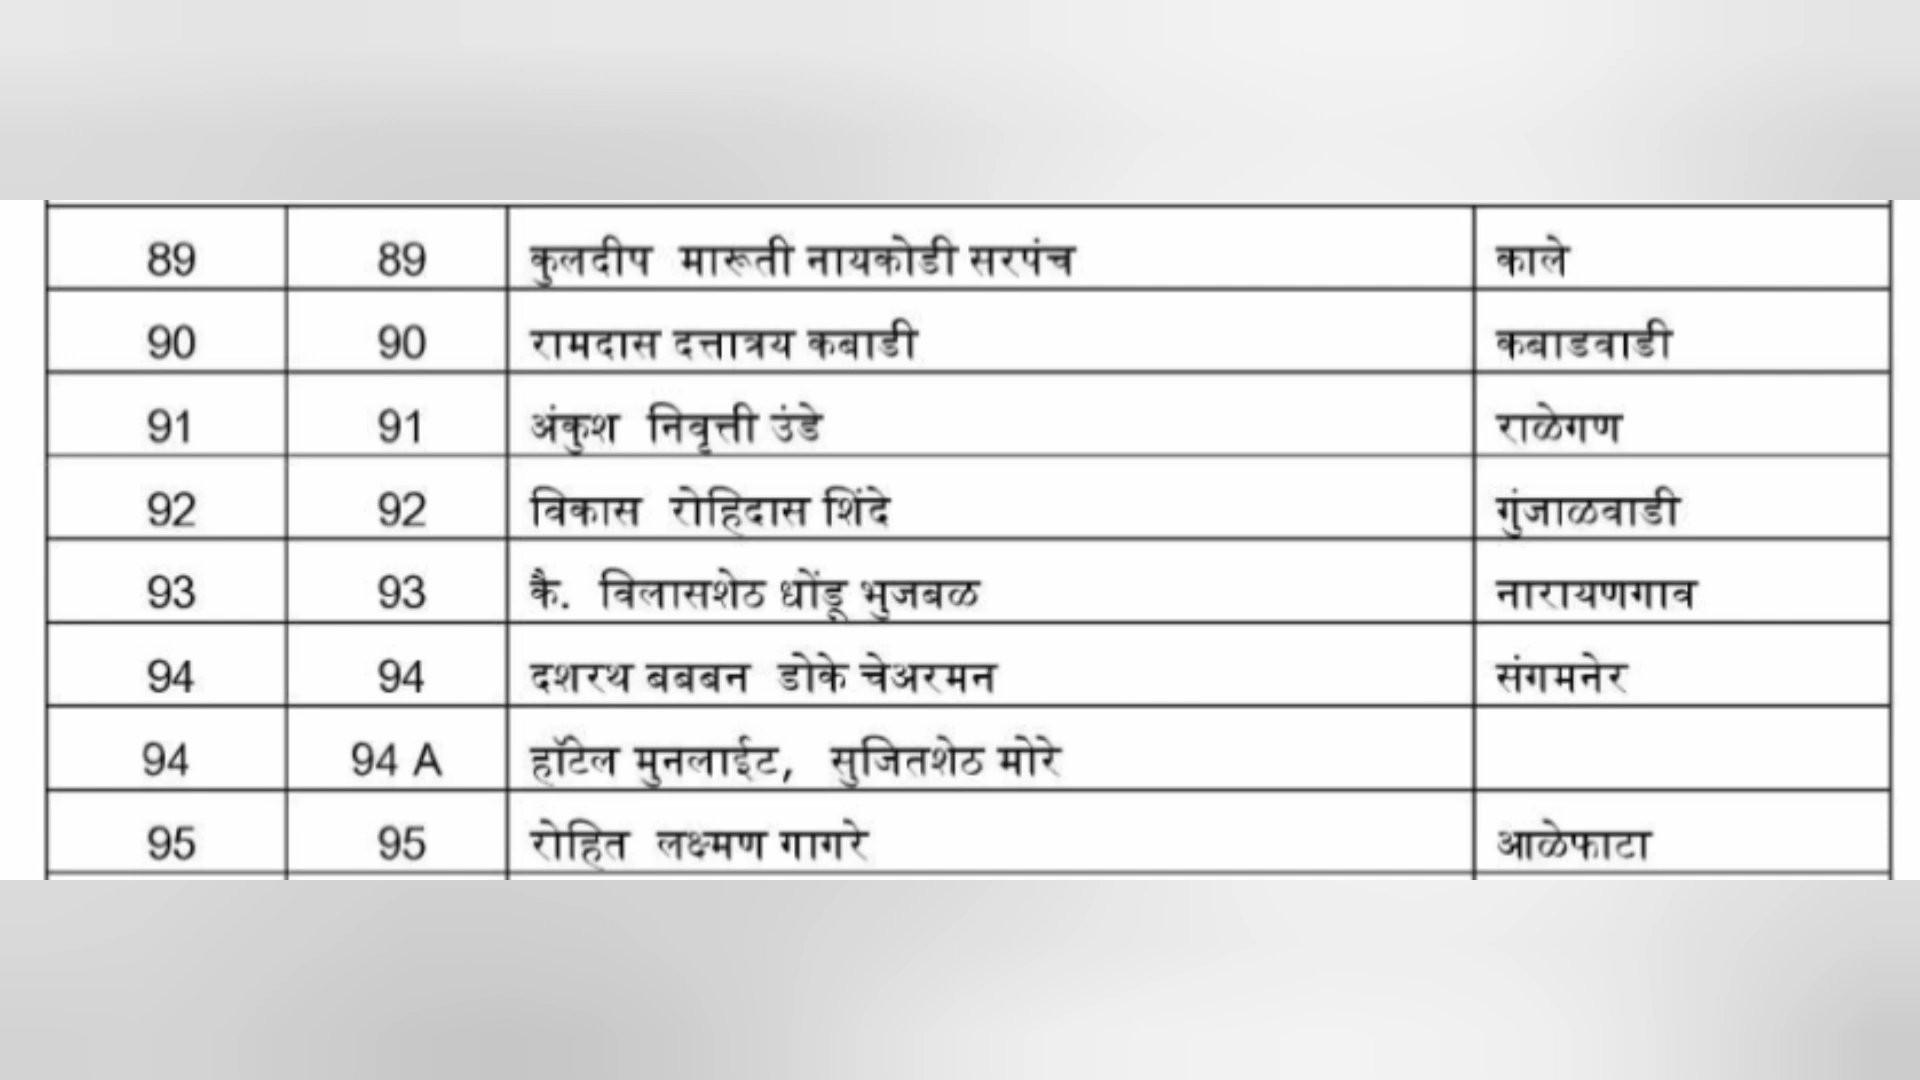 89 89 कुलदीप मारूती नायकोडी सरपंच काले
90 90 रामदास दत्तात्रय कबाडी कबाडवाडी
91 91 अंकुश निवृत्ती उंडे राळेगण
92 92 विकास रोहिदास शिंदे गुंजाळवाडी
93 93 कै. विलासशेठ धोंडू भुजबळ नारायणगाव
94 94 दशरथ बबबन डोके चेअरमन संगमनेर
94 94 A हॉटेल मुनलाईट, सुजितशेठ मोरे
95 95 रोहित लक्ष्मण गागरे आळेफाटा